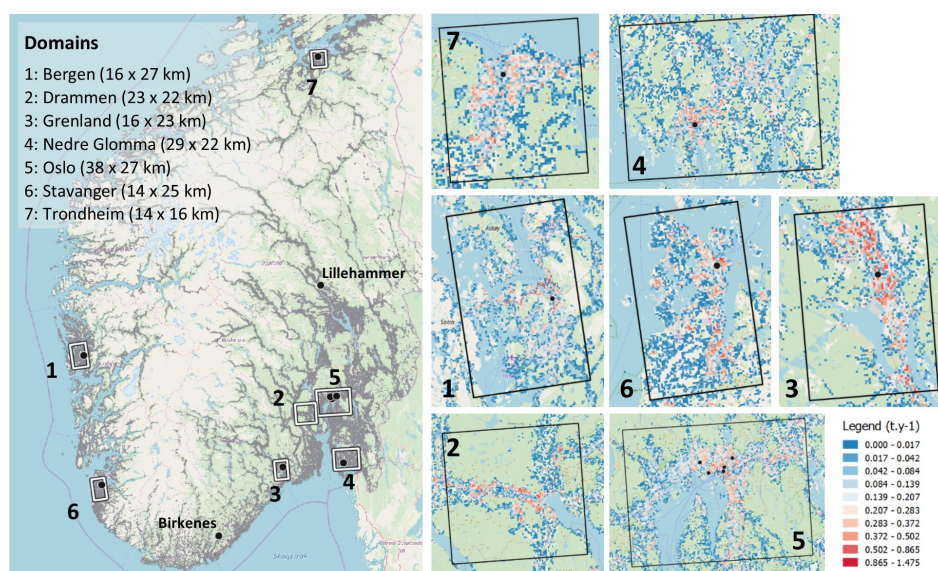 Domains
1: Bergen (16 x 27 km)
2: Drammen (23 x 22 km)
3: Grenland (16 x 23 km)
4: Nedre Glomma (29 x 22 km)
5: Oslo (38 x 27 km)
6: Stavanger (14 x 25 km)
7: Trondheim (14 x 16 km)
7
Lillehammer
1
2
5
3
4
6
Birkenes
Skagerrak
7
4
Askøy
Sotra
1
6
3
2
5
Legend (t.y-1)
0.000 - 0.017
0.017 - 0.042
0.042 - 0.084
0.084 - 0.139
0.139 - 0.207
0.207 - 0.283
0.283 - 0.372
0.372 - 0.502
0.502 - 0.865
0.865 - 1.475